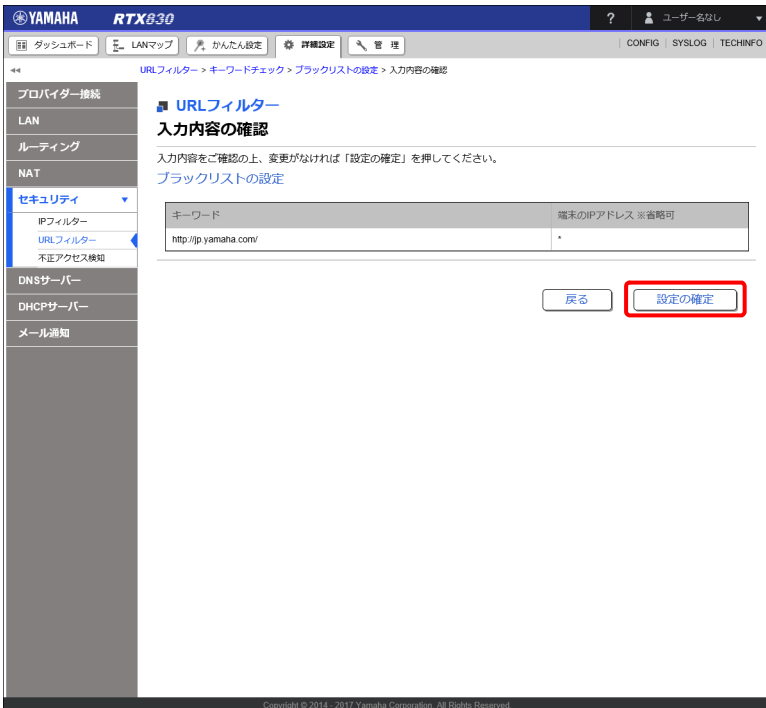 YAMAHA RTX830 ? ユーザー名なし ▼
ダッシュボード LANマップ かんたん設定 詳細設定 管 理 CONFIG SYSLOG TECHINFO
URLフィルター > キーワードチェック > ブラックリストの設定 > 入力内容の確認
プロバイダー接続
LAN
ルーティング
NAT
セキュリティ ▼
IPフィルター
URLフィルター
不正アクセス検知
DNSサーバー
DHCPサーバー
メール通知
URLフィルター
入力内容の確認
入力内容をご確認の上、変更がなければ「設定の確定」を押してください。
ブラックリストの設定
キーワード 端末のIPアドレス ※省略可
http://jp.yamaha.com/ *
戻る 設定の確定
Copyright © 2014 - 2017 Yamaha Corporation. All Rights Reserved.